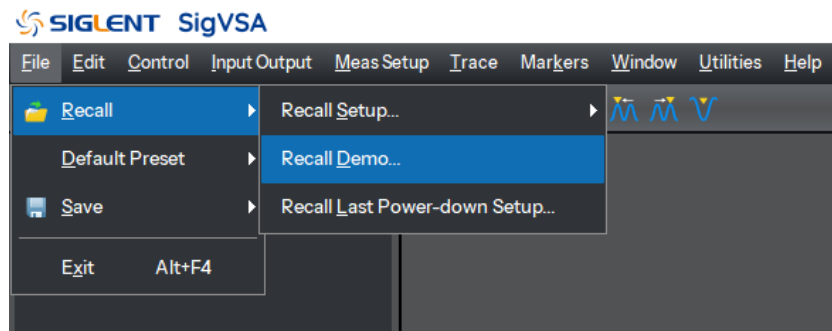 SIGLENT SigVSA
File Edit Control Input Output Meas Setup Trace Markers Window Utilities Help
Recall
Recall Setup...
Default Preset
Recall Demo...
Save
Recall Last Power-down Setup...
Exit Alt+F4